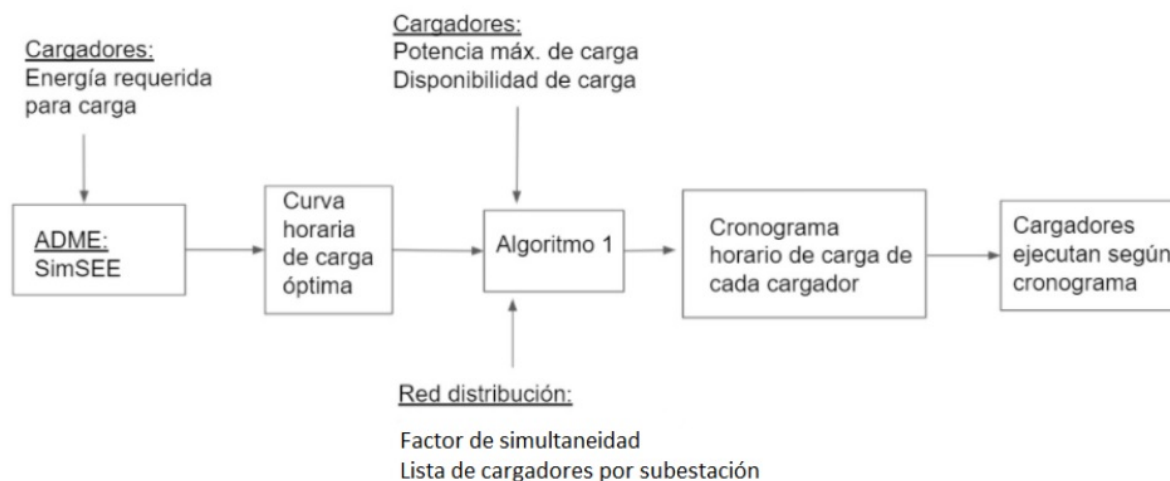 Cargadores:
Energía requerida
para carga
Cargadores:
Potencia máx. de carga
Disponibilidad de carga
ADME:
SimSEE
Curva
horaria
de carga
óptima
Algoritmo 1
Cronograma
horario de carga de
cada cargador
Cargadores
ejecutan según
cronograma
Red distribución:
Factor de simultaneidad
Lista de cargadores por subestación